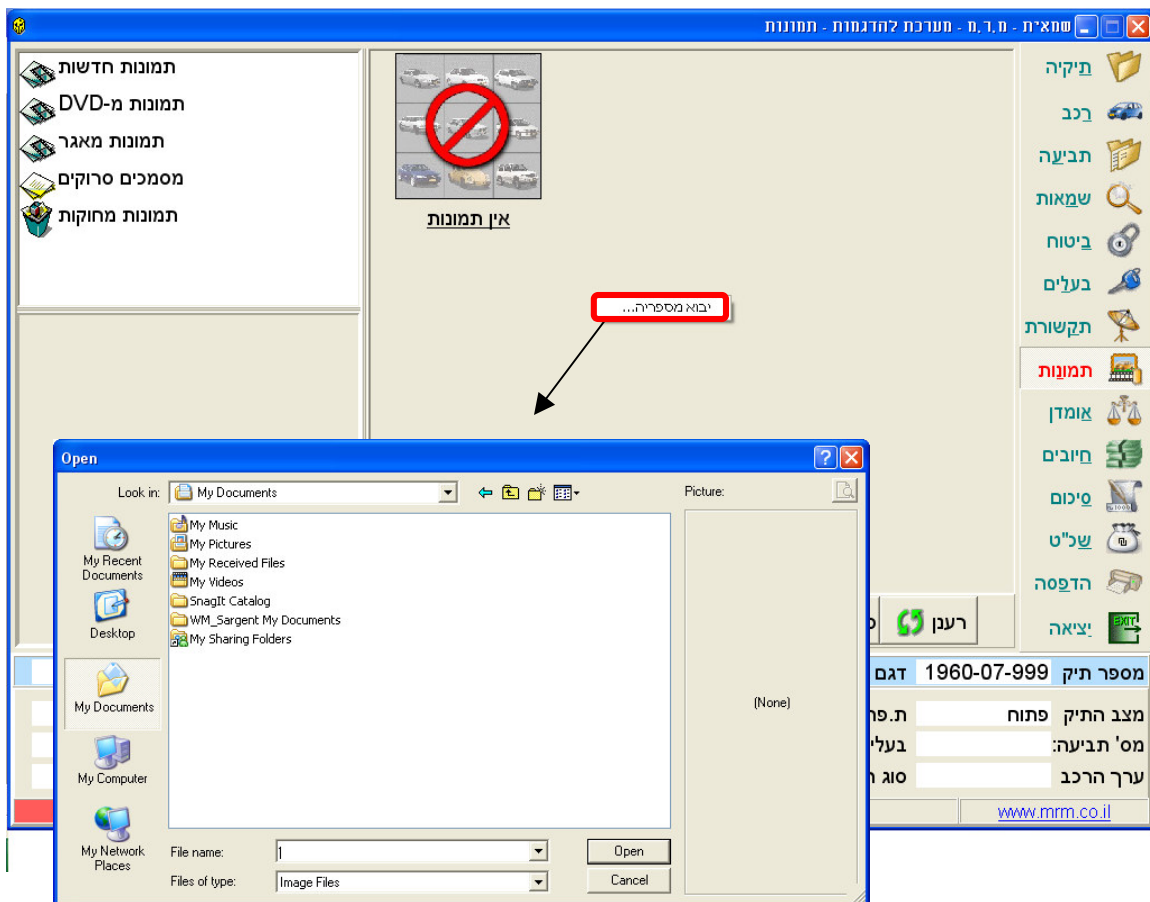 שמא"ת - מ.ר.מ - מערכת להדגמות - תמונות
תיקיה
רכב
תביעה
שמאות
ביטוח
בעלים
תקשורת
תמונות
אומדן
חיובים
סיכום
שכ"ט
הדפסה
יציאה
EXIT
אין תמונות
תמונות חדשות
תמונות מ-DVD
תמונות מאגר
מסמכים סרוקים
תמונות מחוקות
יבוא מספריה...
Open
Look in:
My Documents
Picture:
My Recent
Documents
Desktop
My Documents
My Computer
My Network
Places
My Music
My Pictures
My Received Files
My Videos
SnagIt Catalog
WM_Sargent My Documents
My Sharing Folders
(None)
File name:
1
Open
Files of type:
Image Files
Cancel
רענן
מספר תיק 1960-07-999 דגם
מצב התיק פתוח
מס' תביעה:
ערך הרכב
סוג
www.mrm.co.il